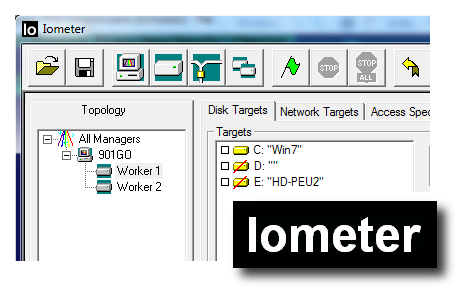 Io Iometer
STOP
STOP ALL
Topology
Disk Targets Network Targets Access Spec
All Managers
901GO
Worker 1
Worker 2
Targets
C: "Win7"
D: ""
E: "HD-PEU2"
Iometer